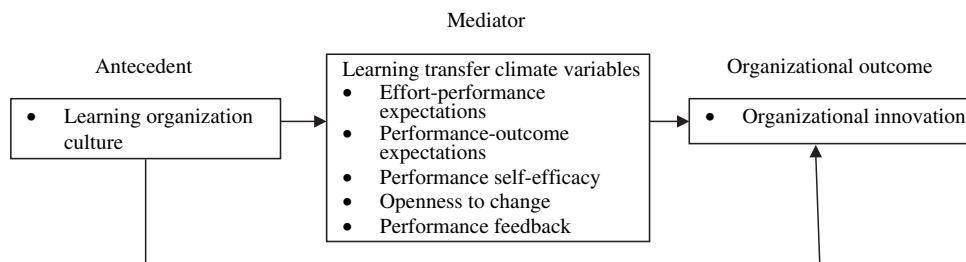 Mediator
Antecedent
• Learning organization
culture
Learning transfer climate variables
• Effort-performance
expectations
• Performance-outcome
expectations
• Performance self-efficacy
• Openness to change
• Performance feedback
Organizational outcome
• Organizational innovation